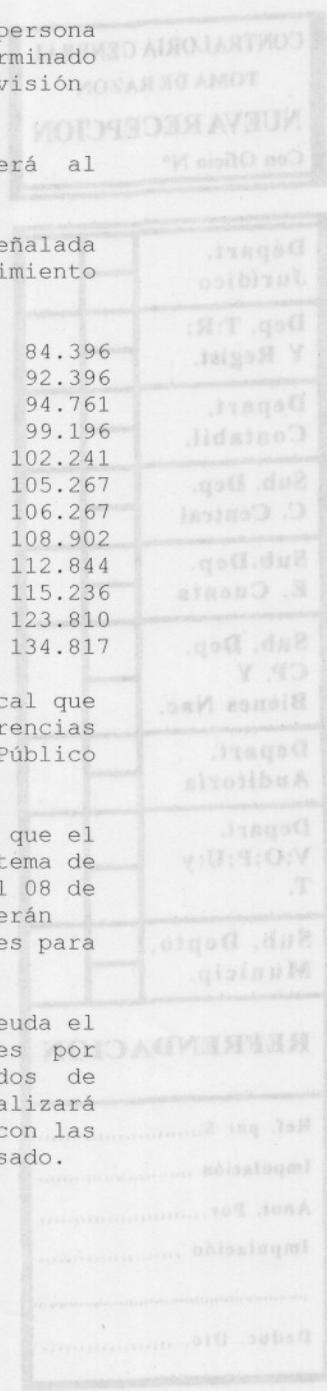 persona
rminado
visión
erá al
eñalada
imiento
84.396
92.396
94.761
99.196
102.241
105.267
106.267
108.902
112.844
115.236
123.810
134.817
cal que
rencias
Público
que el
tema de
l 08 de
erán
es para
euda el
es por
dos de
alizará
con las
sado.
CONTRALORIA GENERAL
TOMA DE RAZON
NUEVA RECEPCION
Con Oficio Nº
Départ.
Jurídico
Dep. T:R:
Y Regist.
Depart.
Contabil.
Sub. Dep.
C. Central
Sub.Dep.
E. Cuenta
Sub. Dep.
CP. Y
Bienes Nac.
Depart.
Auditoría
Depart.
V:O:P:U:y
T.
Sub. Depto.
Municip.
REFRENDACION
Ref. por $
Imputación
Anot. Por
Imputación
Deduc. Dto.